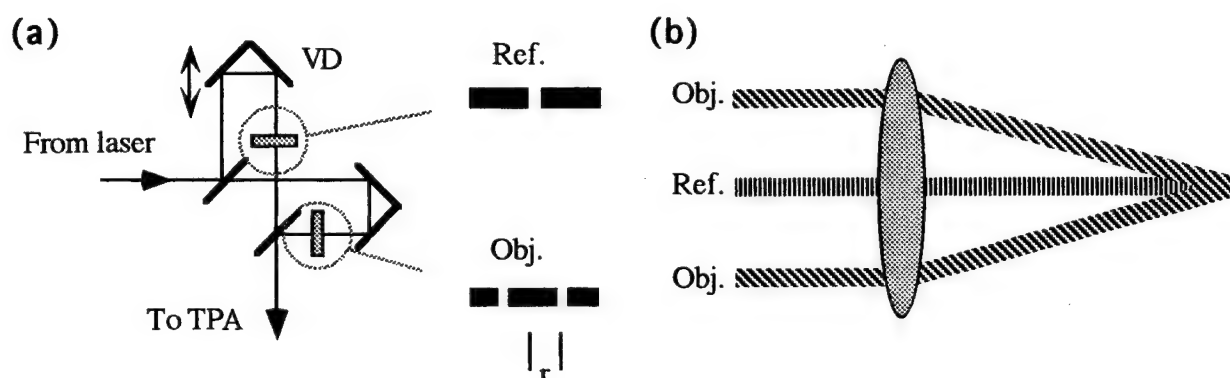 (a)
VD
From laser
To TPA
Ref.
Obj.
r
(b)
Obj.
Ref.
Obj.